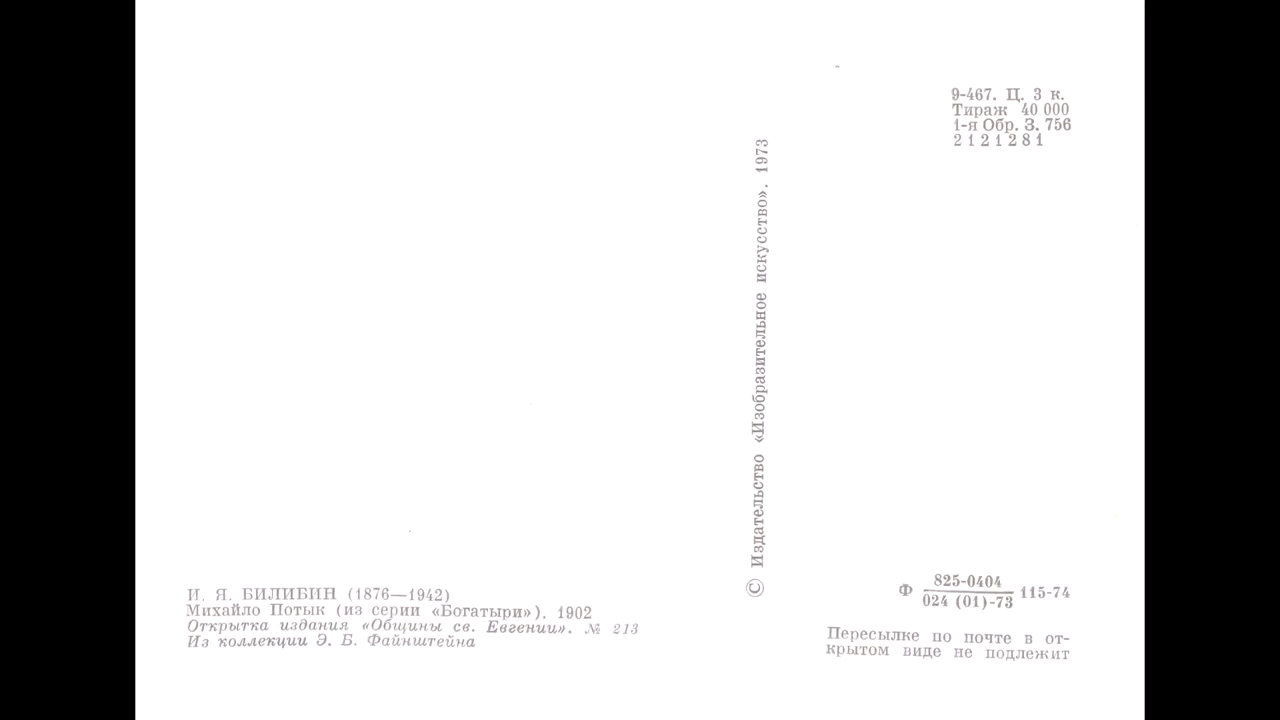 9-467. Ц. 3 к.
Тираж 40 000
1-я Обр. З. 756
2121281
© Издательство «Изобразительное искусство». 1973
И. Я. БИЛИБИН (1876—1942)
Михайло Потык (из серии «Богатыри»). 1902
Открытка издания «Общины св. Евгении». № 213
Из коллекции Э. Б. Файнштейна
Ф 825-0404
024 (01)-73 115-74
Пересылке по почте в от-
крытом виде не подлежит